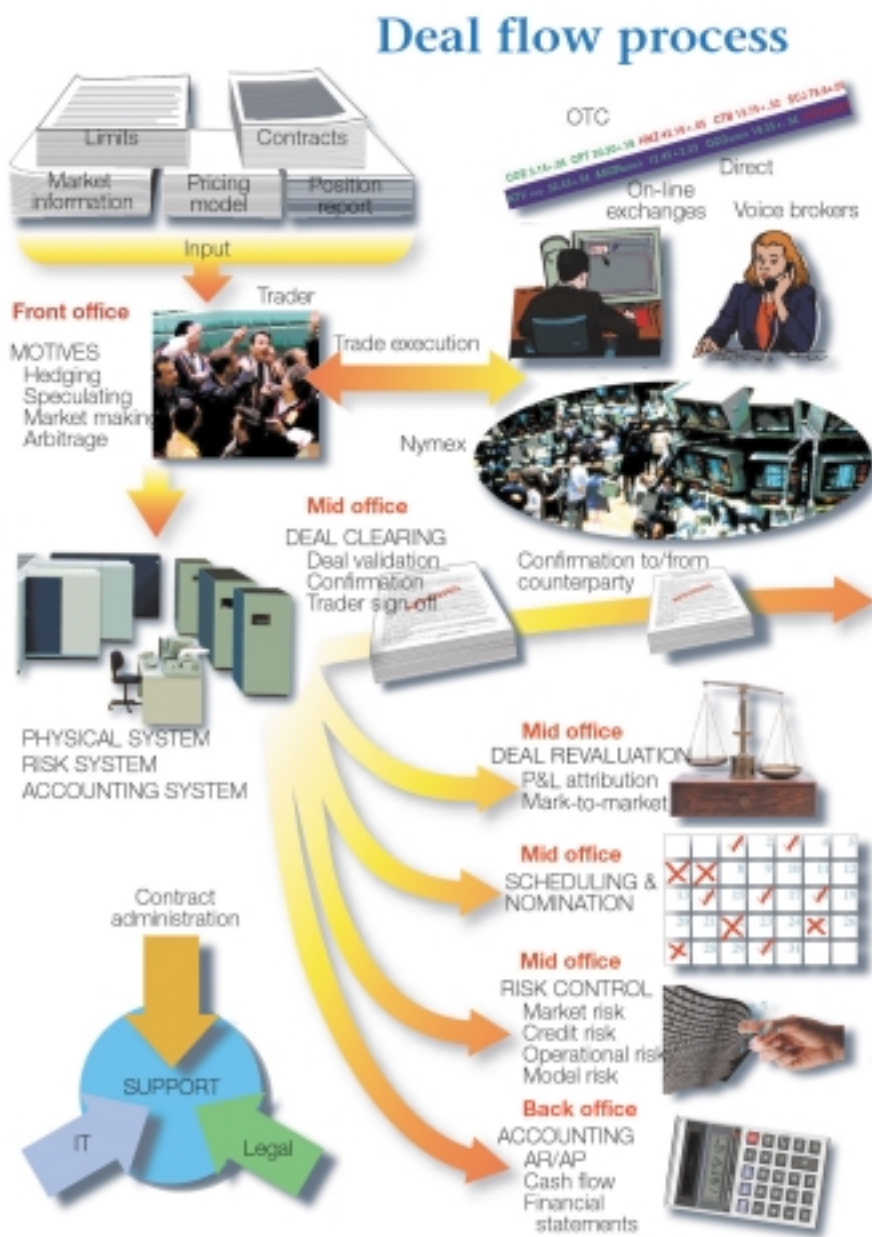 Deal flow process
Limits
Contracts
Market
information
Pricing
model
Position
report
Input
OTC
Direct
On-line
exchanges
Voice brokers
Front office
Trader
MOTIVES
Hedging
Speculating
Market making
Arbitrage
Trade execution
Nymex
Mid office
DEAL CLEARING
Deal validation
Confirmation
Trader sign off
Confirmation to/from
counterparty
PHYSICAL SYSTEM
RISK SYSTEM
ACCOUNTING SYSTEM
Mid office
DEAL REVALUATION
P&L attribution
Mark-to-market
Mid office
SCHEDULING &
NOMINATION
Mid office
RISK CONTROL
Market risk
Credit risk
Operational risk
Model risk
Back office
ACCOUNTING
AR/AP
Cash flow
Financial
statements
Contract
administration
SUPPORT
IT
Legal